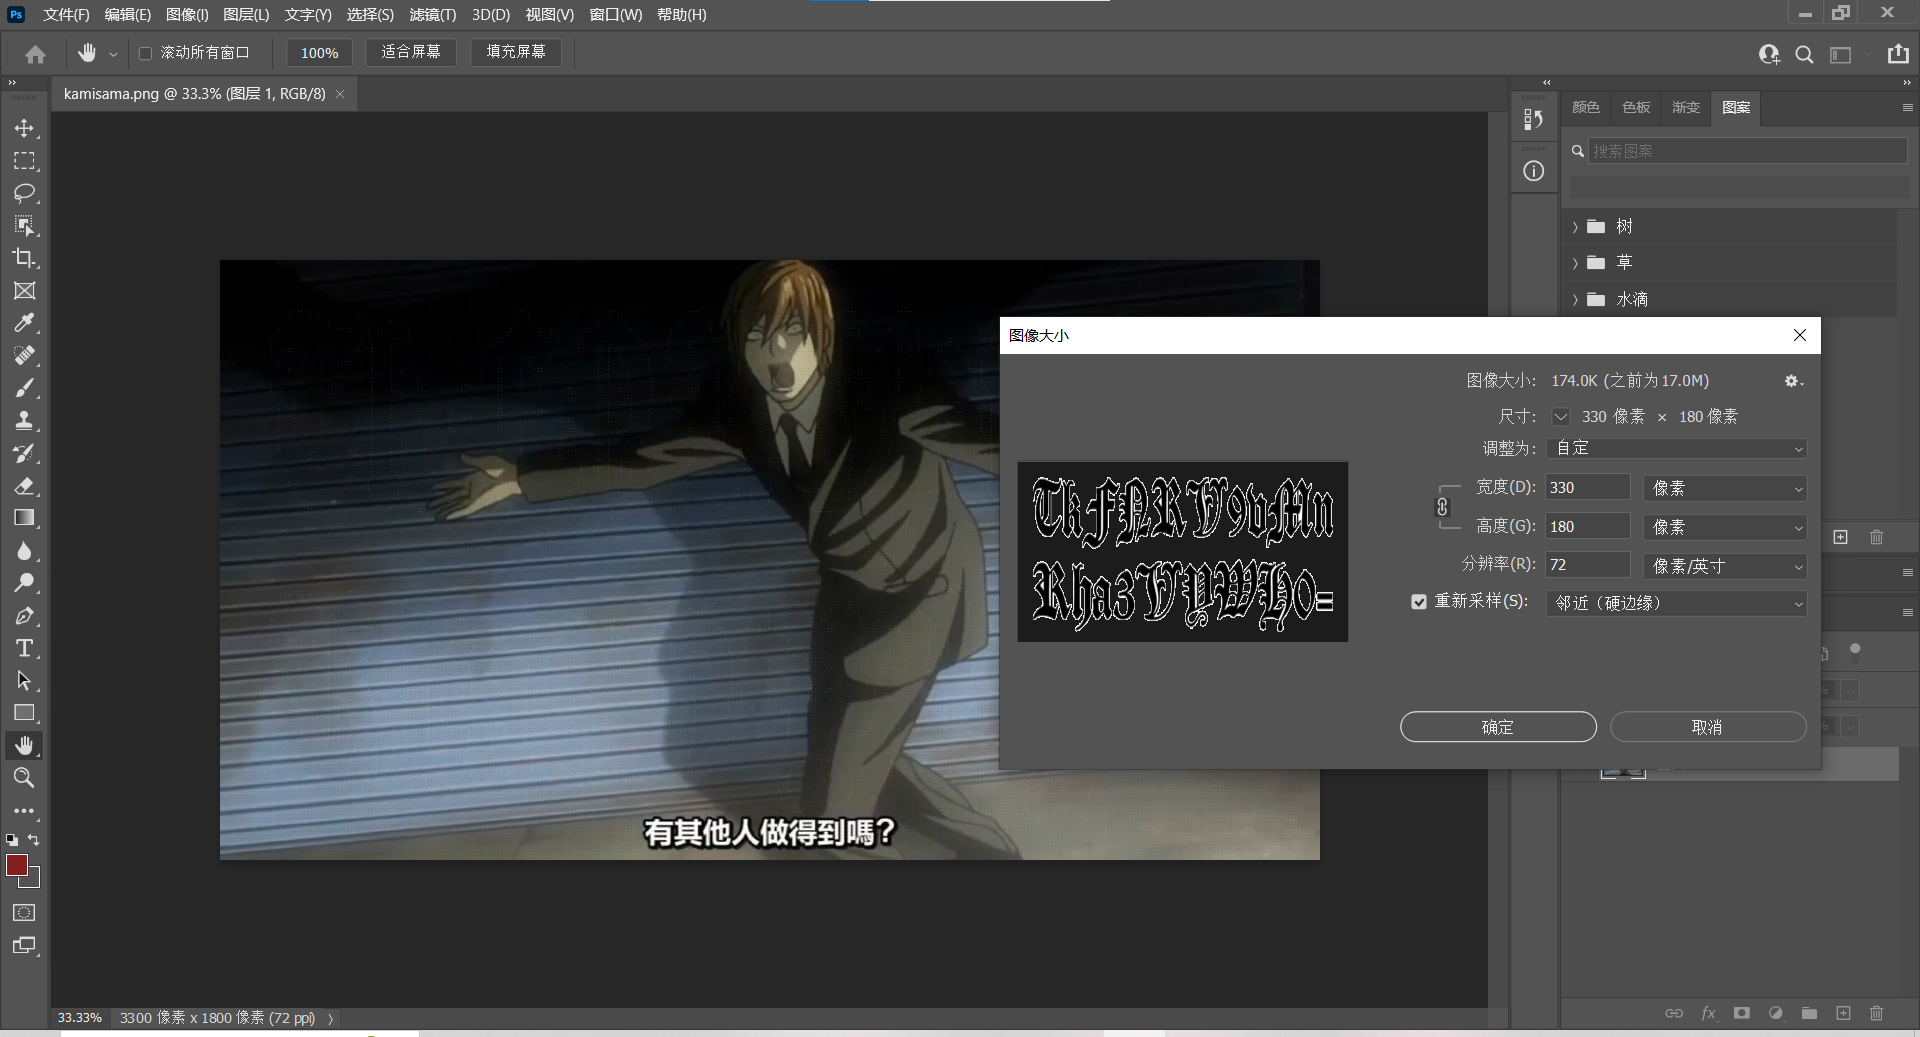 Ps 文件(F) 编辑(E) 图像(I) 图层(L) 文字(Y) 选择(S) 滤镜(T) 3D(D) 视图(V) 窗口(W) 帮助(H)
滚动所有窗口 100% 适合屏幕 填充屏幕
kamisama.png @ 33.3% (图层 1, RGB/8) ×
颜色 色板 渐变 图案
搜索图案
树
草
水滴
图像大小
图像大小: 174.0K (之前为17.0M)
尺寸: 330 像素 × 180 像素
调整为: 自定
宽度(D): 330 像素
高度(G): 180 像素
分辨率(R): 72 像素/英寸
重新采样(S): 邻近（硬边缘）
确定 取消
TkFNRV9vMn
Rha3VYWH0=
有其他人做得到嗎?
33.33% 3300 像素 x 1800 像素 (72 ppi)
fx